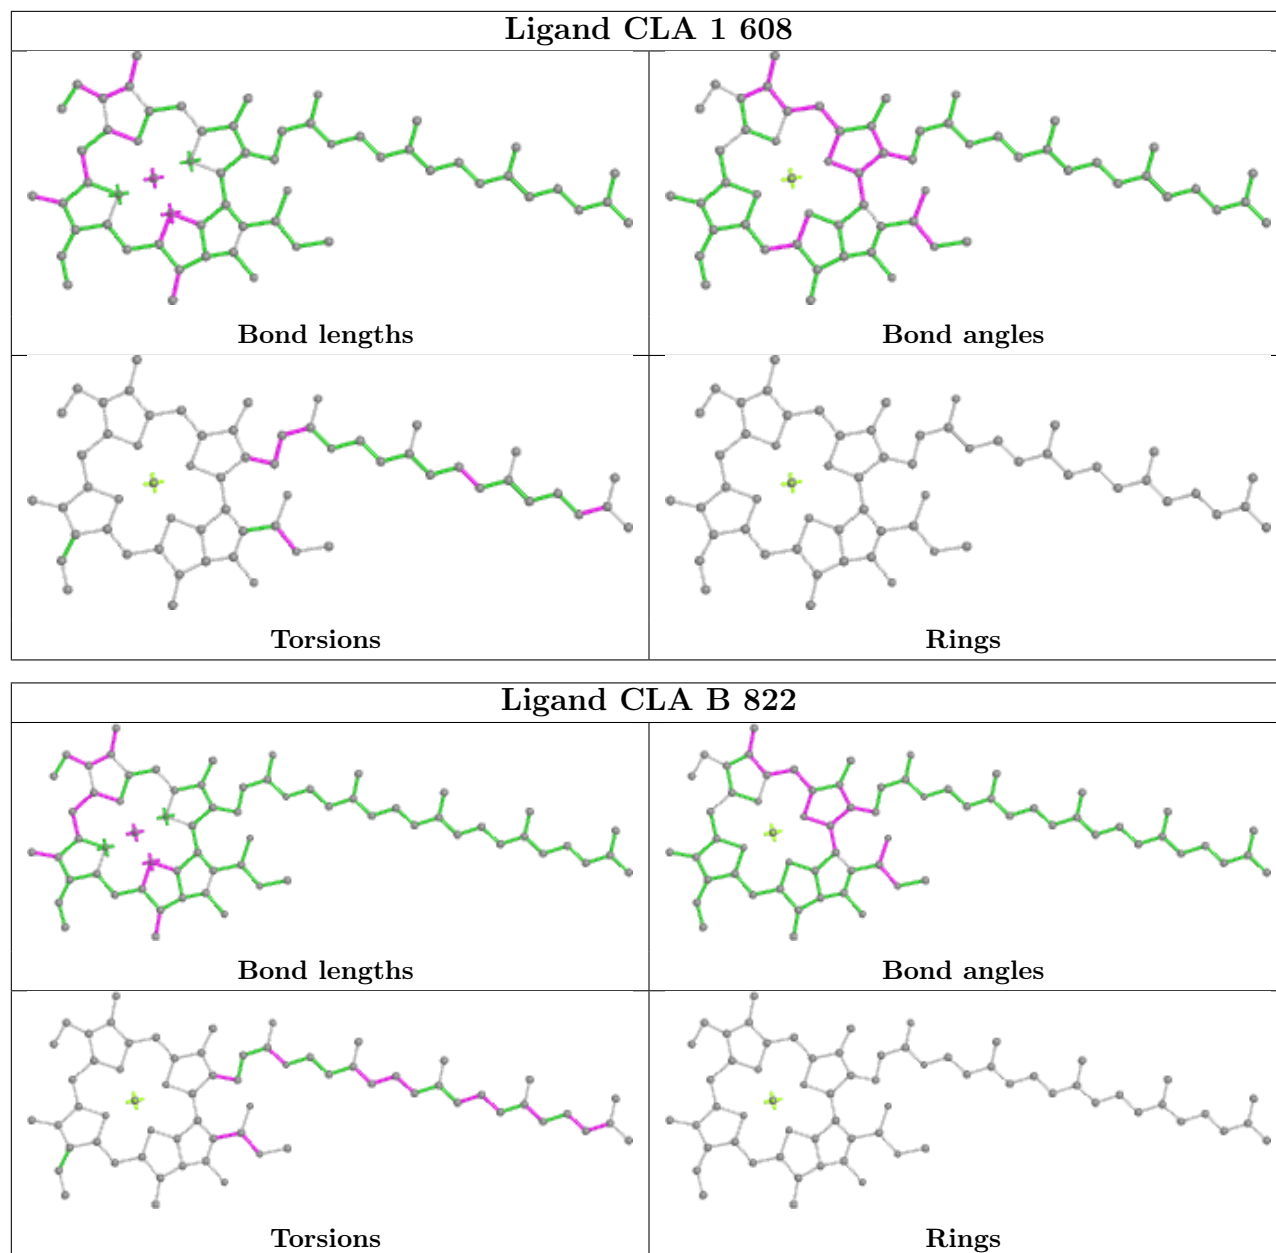 Ligand CLA 1 608
Bond lengths
Bond angles
Torsions
Rings
Ligand CLA B 822
Bond lengths
Bond angles
Torsions
Rings